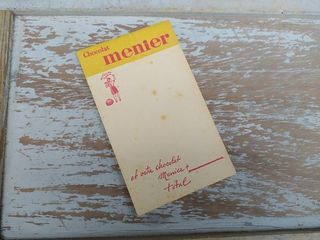 Chocolat
menier
et votre chocolat
Menier +
total